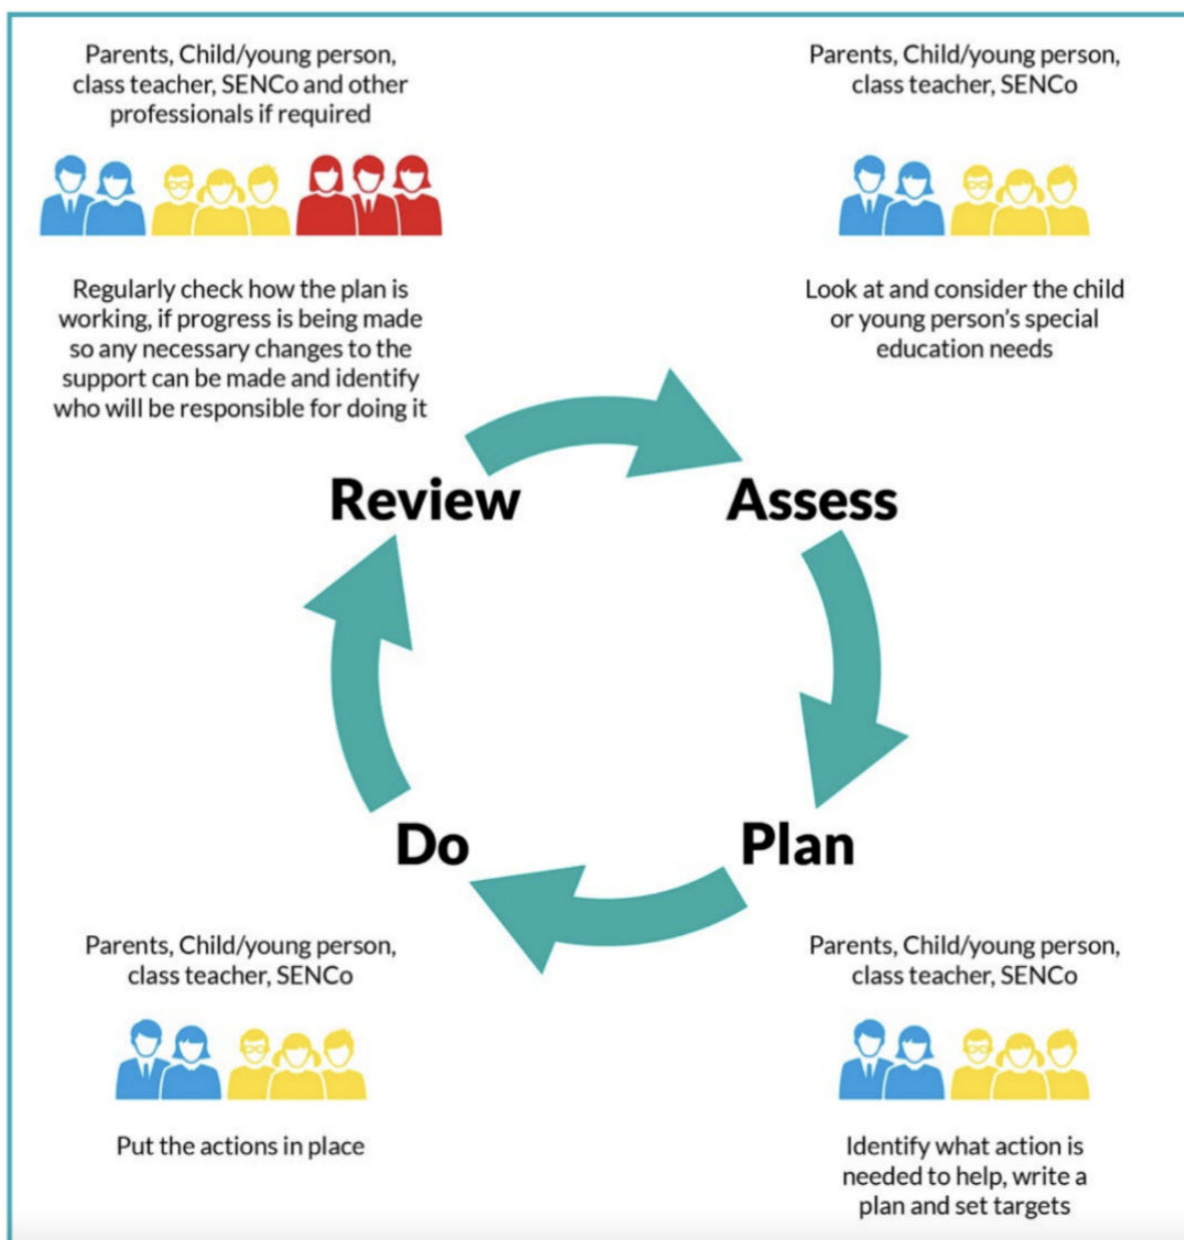 Parents, Child/young person,
class teacher, SENCo and other
professionals if required
Regularly check how the plan is
working, if progress is being made
so any necessary changes to the
support can be made and identify
who will be responsible for doing it
Review
Parents, Child/young person,
class teacher, SENCo
Look at and consider the child
or young person's special
education needs
Assess
Plan
Parents, Child/young person,
class teacher, SENCo
Identify what action is
needed to help, write a
plan and set targets
Do
Parents, Child/young person,
class teacher, SENCo
Put the actions in place